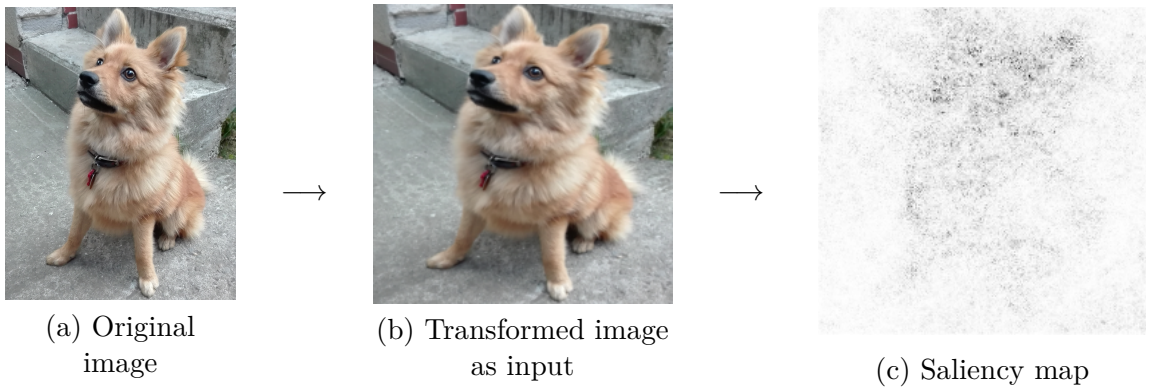 (a) Original
image
(b) Transformed image
as input
(c) Saliency map